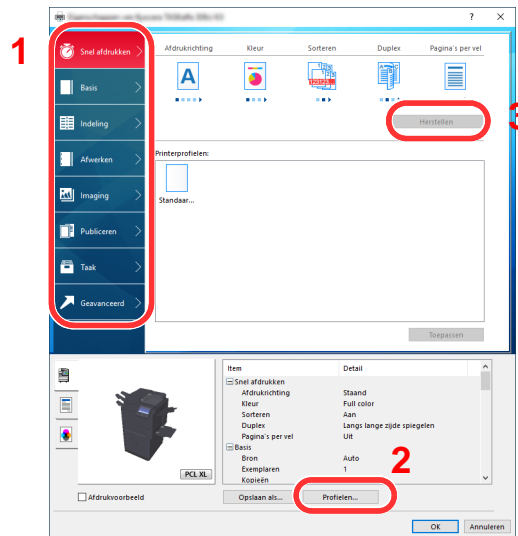 ? ×
1
Snel afdrukken
Basis
Indeling
Afwerken
Imaging
Publiceren
Taak
Geavanceerd
Afdrukrichting Kleur Sorteren Duplex Pagina's per vel
A
123123
Herstellen
3
Printerprofielen:
Standaar...
Toepassen
Item Detail
Snel afdrukken
Afdrukrichting Staand
Kleur Full color
Sorteren Aan
Duplex Langs lange zijde spiegelen
Pagina's per vel Uit
Basis
Bron Auto
Exemplaren 1
Kopieën
2
PCL XL
Afdrukvoorbeeld
Opslaan als... Profielen...
OK Annuleren